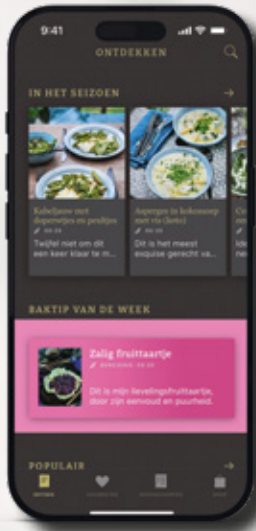 9:41
ONTDEKKEN
IN HET SEIZOEN
Kabeljauw met
doperwtjes en peultjes
Twijfel niet om dit
een keer klaar te m...
Asperges in kokossoep
met vis (keto)
Dit is het meest
exquise gerecht va...
BAKTIP VAN DE WEEK
Zalig fruittaartje
Dit is mijn lievelingsfruittaartje,
door zijn eenvoud en puurheid.
POPULAIR